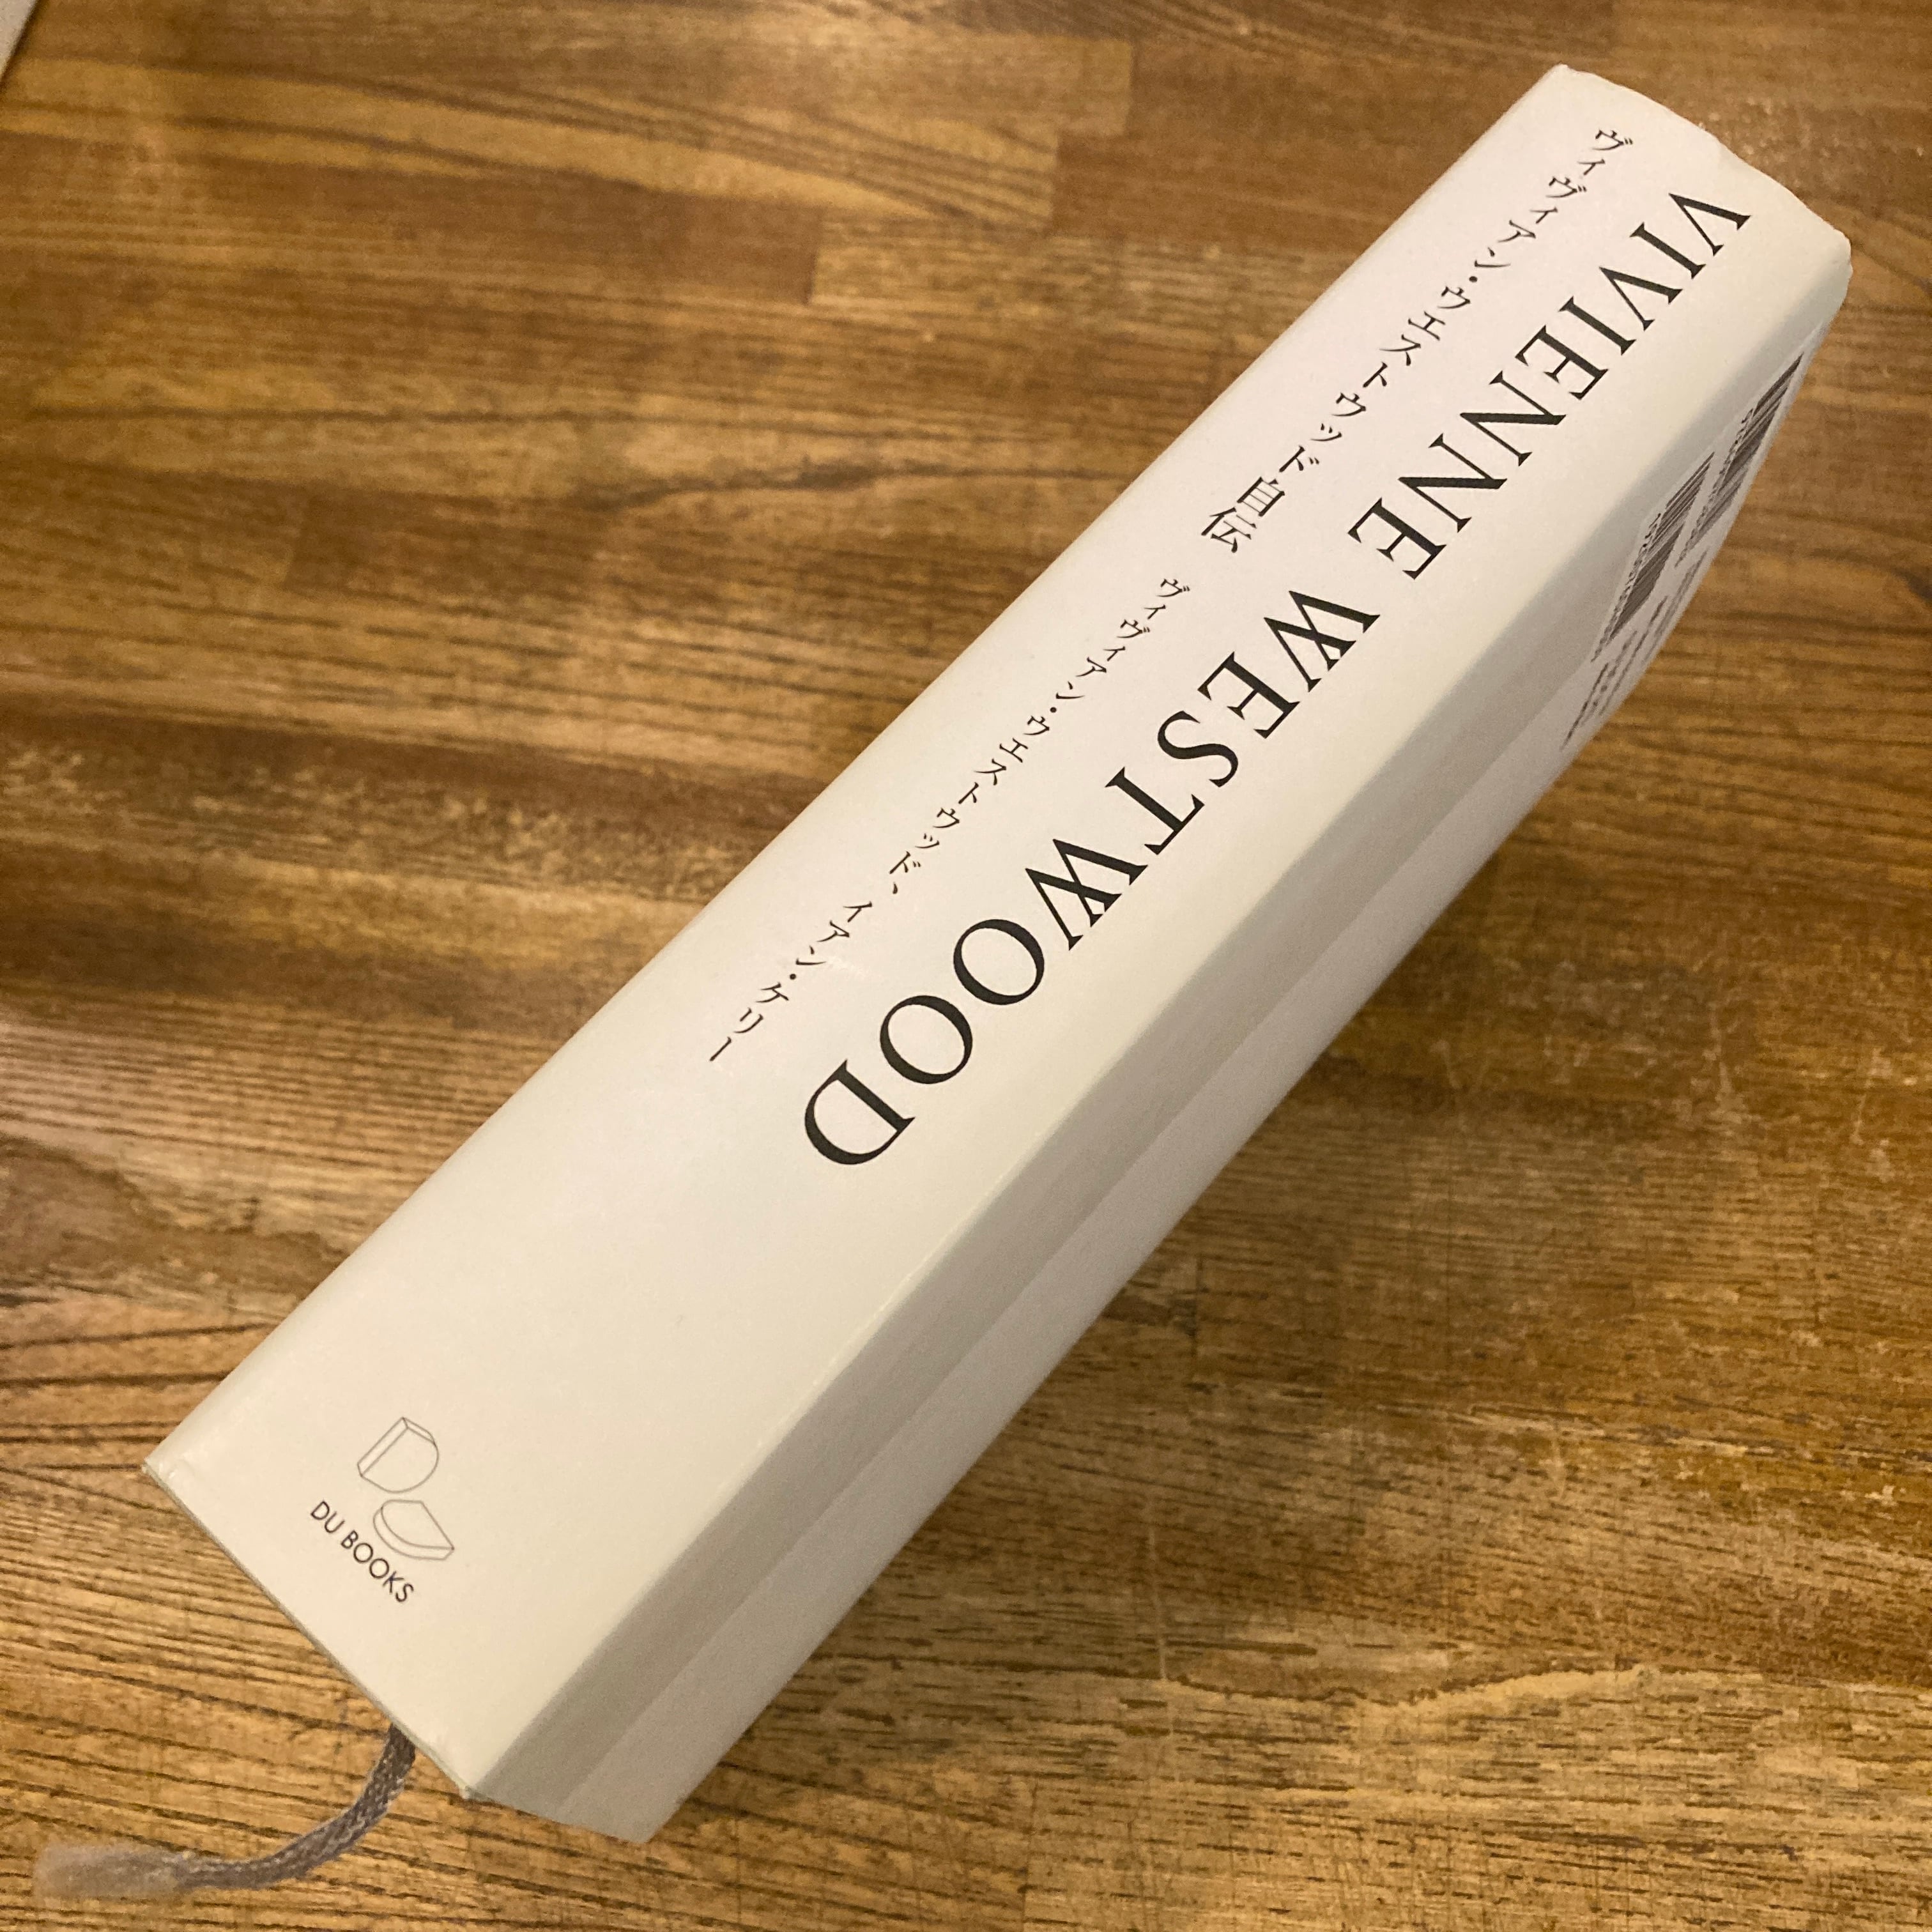 VIVIENNE WESTWOOD
ヴィヴィアン・ウエストウッド自伝
ヴィヴィアン・ウエストウッド、イアン・ケリー
DU BOOKS